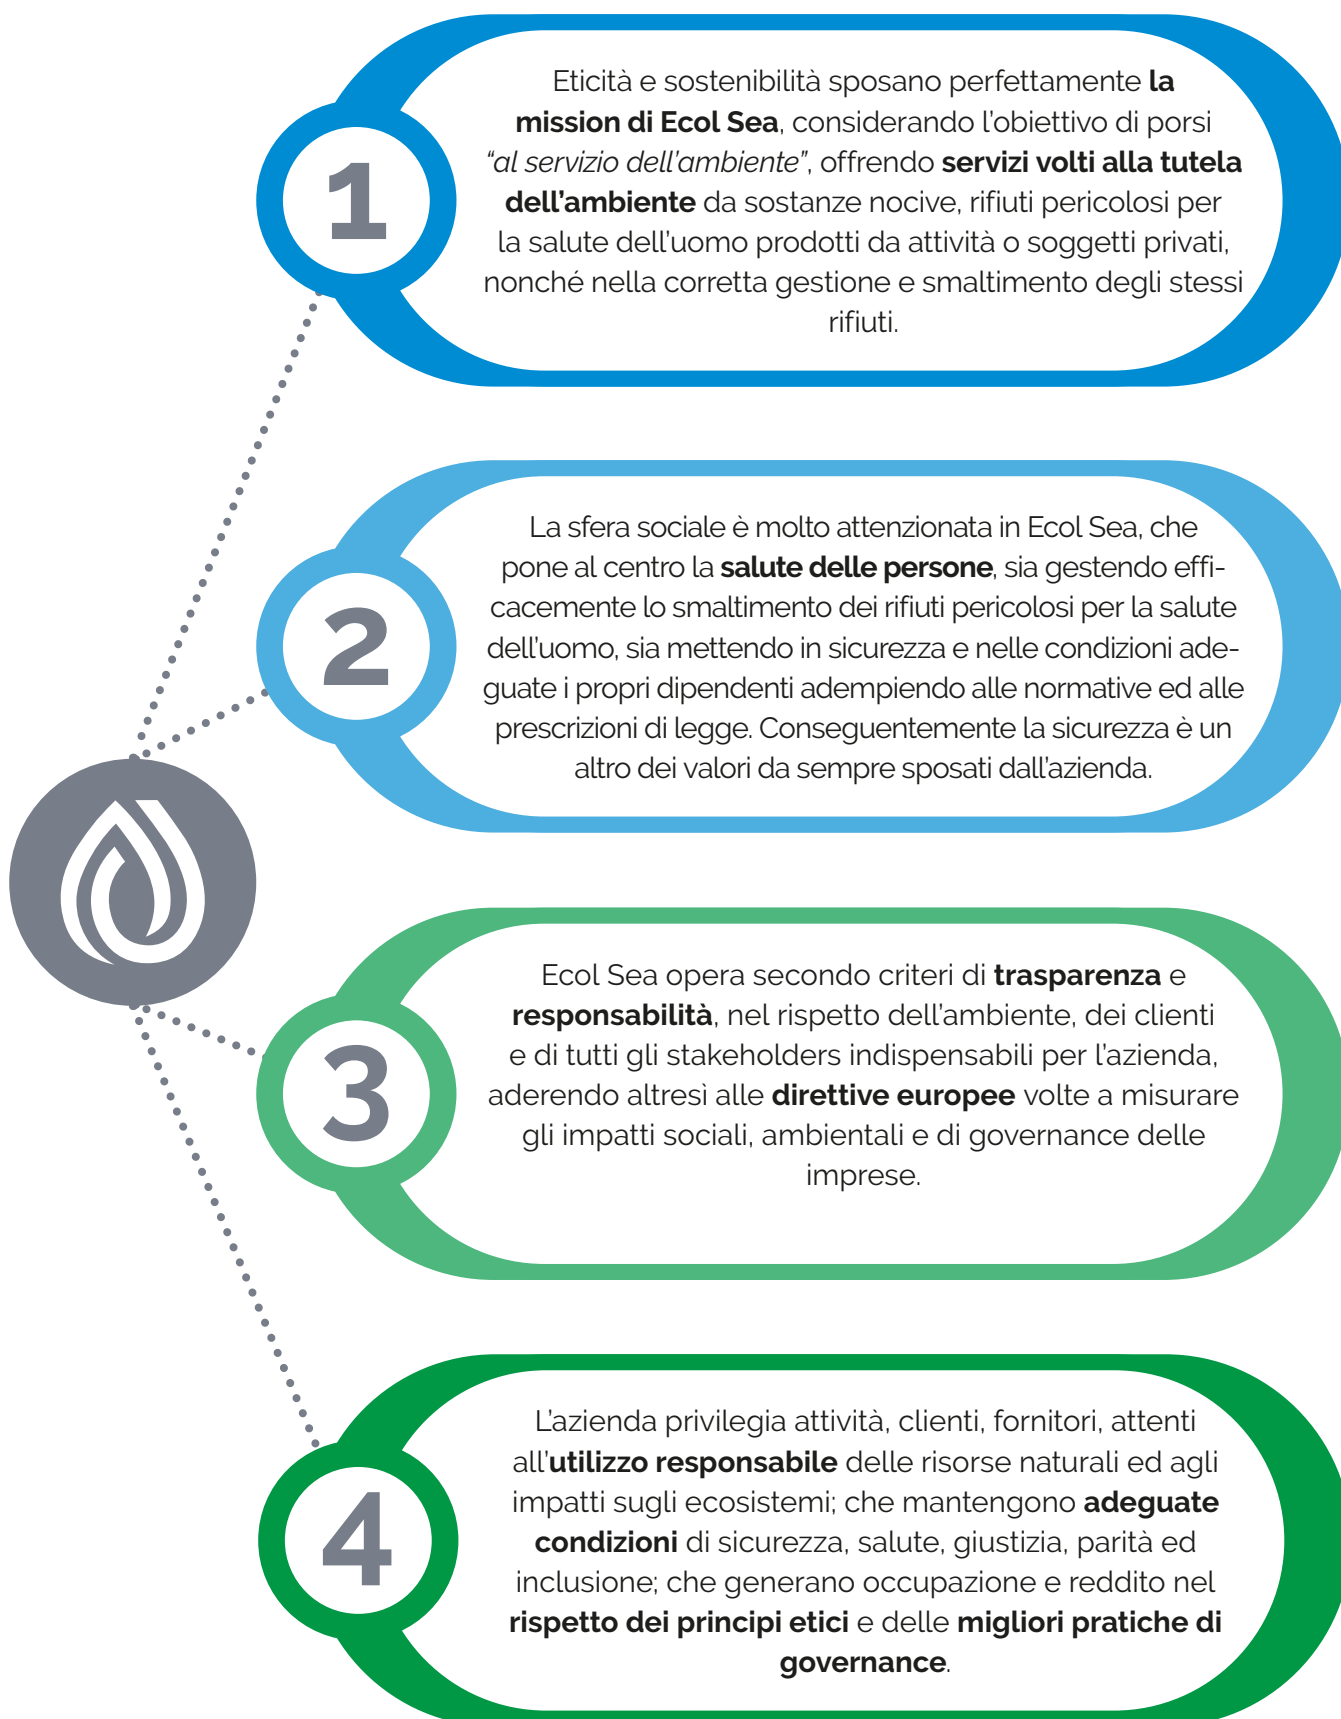 1
Eticità e sostenibilità sposano perfettamente la
mission di Ecol Sea, considerando l’obiettivo di porsi
“al servizio dell’ambiente”, offrendo servizi volti alla tutela
dell’ambiente da sostanze nocive, rifiuti pericolosi per
la salute dell’uomo prodotti da attività o soggetti privati,
nonché nella corretta gestione e smaltimento degli stessi
rifiuti.
2
La sfera sociale è molto attenzionata in Ecol Sea, che
pone al centro la salute delle persone, sia gestendo effi-
cacemente lo smaltimento dei rifiuti pericolosi per la salute
dell’uomo, sia mettendo in sicurezza e nelle condizioni ade-
guate i propri dipendenti adempiendo alle normative ed alle
prescrizioni di legge. Conseguentemente la sicurezza è un
altro dei valori da sempre sposati dall’azienda.
3
Ecol Sea opera secondo criteri di trasparenza e
responsabilità, nel rispetto dell’ambiente, dei clienti
e di tutti gli stakeholders indispensabili per l’azienda,
aderendo altresì alle direttive europee volte a misurare
gli impatti sociali, ambientali e di governance delle
imprese.
4
L’azienda privilegia attività, clienti, fornitori, attenti
all’utilizzo responsabile delle risorse naturali ed agli
impatti sugli ecosistemi; che mantengono adeguate
condizioni di sicurezza, salute, giustizia, parità ed
inclusione; che generano occupazione e reddito nel
rispetto dei principi etici e delle migliori pratiche di
governance.